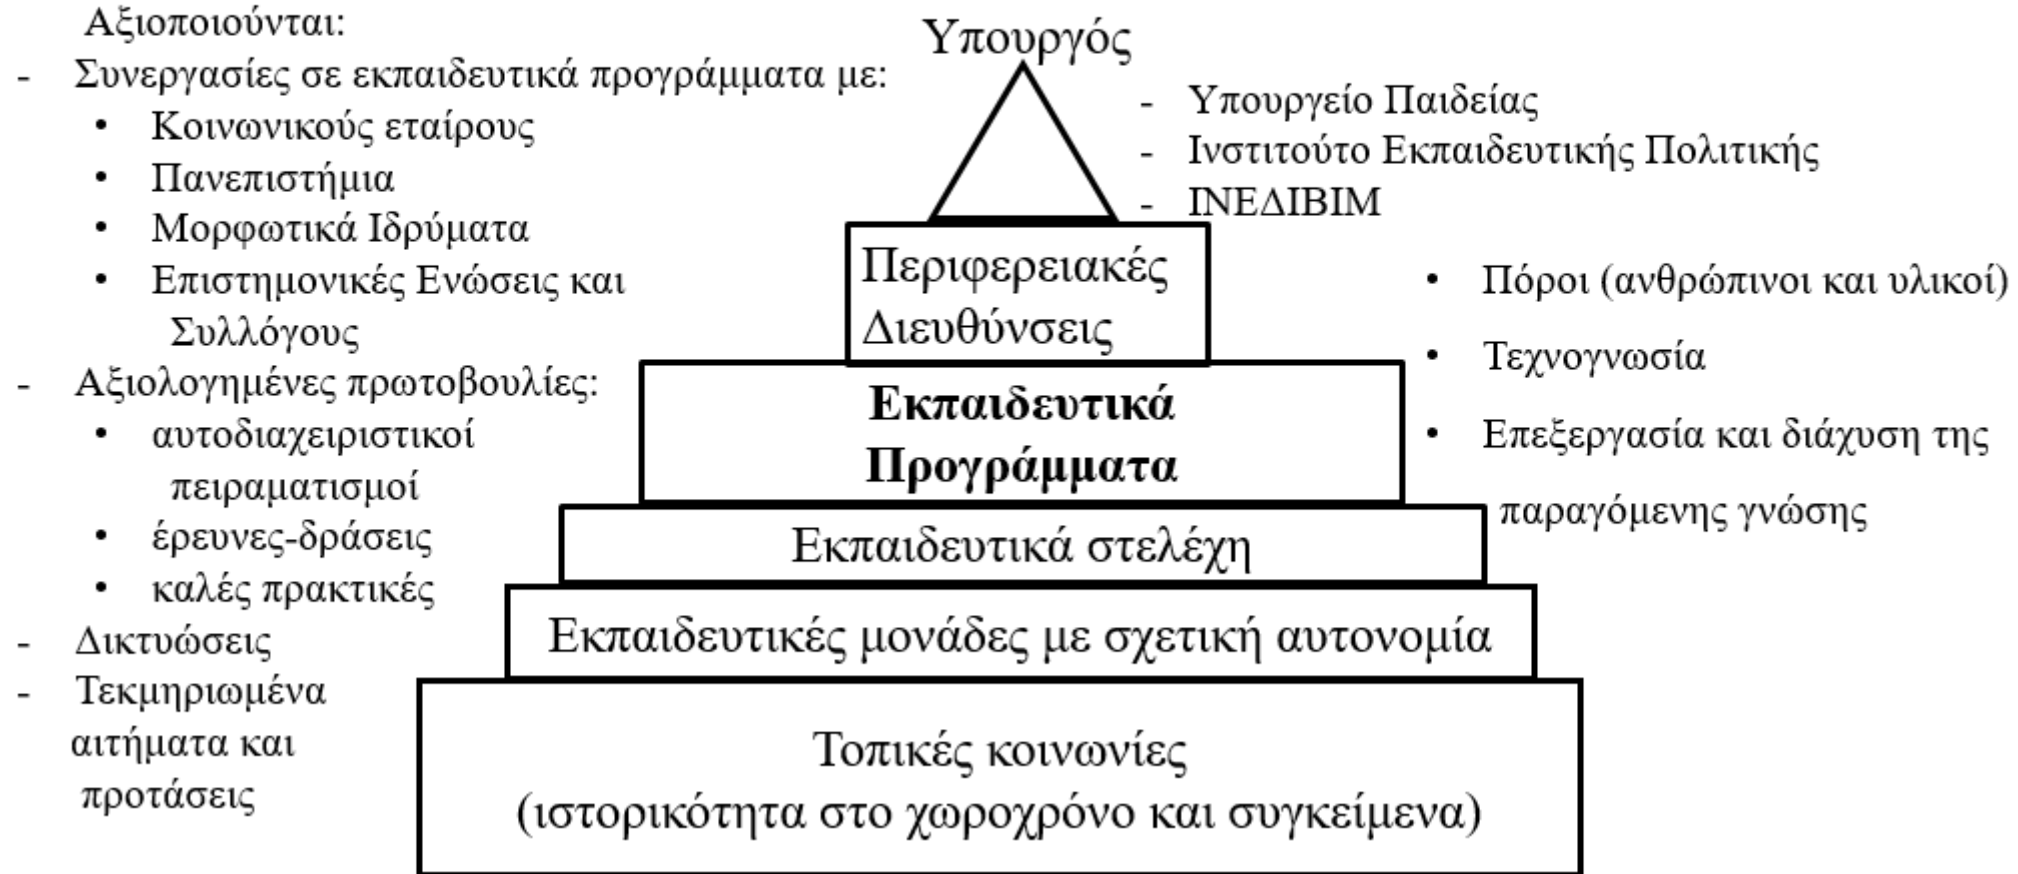 Αξιοποιούνται:
- Συνεργασίες σε εκπαιδευτικά προγράμματα με:
• Κοινωνικούς εταίρους
• Πανεπιστήμια
• Μορφωτικά Ιδρύματα
• Επιστημονικές Ενώσεις και
Συλλόγους
- Αξιολογημένες πρωτοβουλίες:
• αυτοδιαχειριστικοί
πειραματισμοί
• έρευνες-δράσεις
• καλές πρακτικές
- Δικτυώσεις
- Τεκμηριωμένα
αιτήματα και
προτάσεις
Υπουργός
- Υπουργείο Παιδείας
- Ινστιτούτο Εκπαιδευτικής Πολιτικής
- ΙΝΕΔΙΒΙΜ
Περιφερειακές
Διευθύνσεις
Εκπαιδευτικά
Προγράμματα
• Πόροι (ανθρώπινοι και υλικοί)
• Τεχνογνωσία
• Επεξεργασία και διάχυση της
παραγόμενης γνώσης
Εκπαιδευτικά στελέχη
Εκπαιδευτικές μονάδες με σχετική αυτονομία
Τοπικές κοινωνίες
(ιστορικότητα στο χωροχρόνο και συγκείμενα)